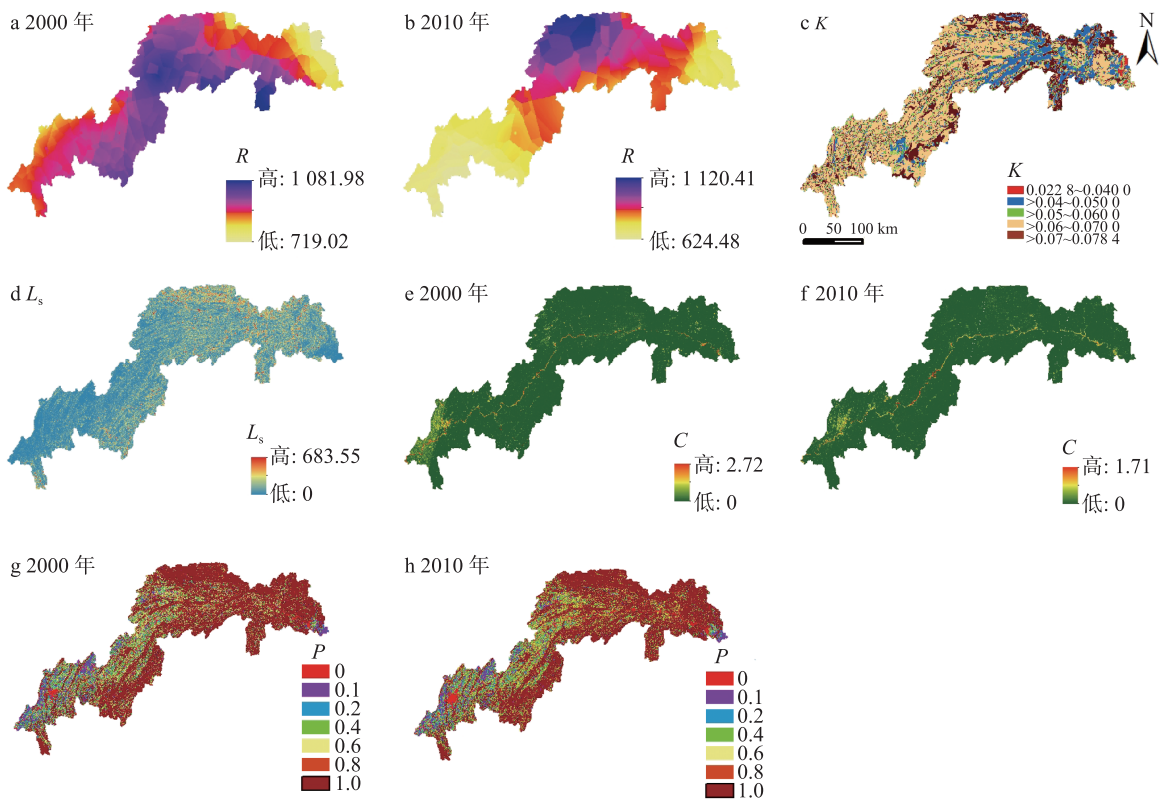 a 2000 年
R
高: 1 081.98
低: 719.02
b 2010 年
R
高: 1 120.41
低: 624.48
c K
N
K
0.022 8~0.040 0
>0.04~0.050 0
>0.05~0.060 0
>0.06~0.070 0
>0.07~0.078 4
0 50 100 km
d Ls
Ls
高: 683.55
低: 0
e 2000 年
C
高: 2.72
低: 0
f 2010 年
C
高: 1.71
低: 0
g 2000 年
P
0
0.1
0.2
0.4
0.6
0.8
1.0
h 2010 年
P
0
0.1
0.2
0.4
0.6
0.8
1.0